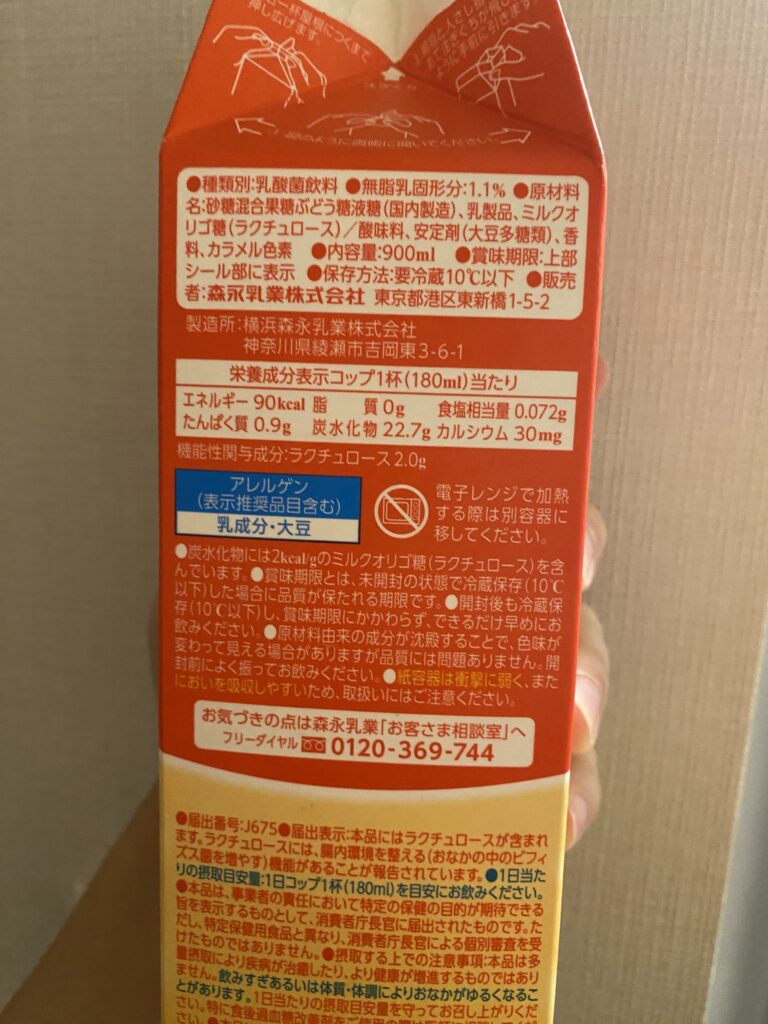 押し広げます。
●種類別:乳酸菌飲料 ●無脂乳固形分:1.1% ●原材料
名:砂糖混合果糖ぶどう糖液糖(国内製造)、乳製品、ミルクオ
リゴ糖(ラクチュロース)/酸味料、安定剤(大豆多糖類)、香
料、カラメル色素 ●内容量:900ml ●賞味期限:上部
シール部に表示 ●保存方法:要冷蔵10℃以下 ●販売
者:森永乳業株式会社 東京都港区東新橋1-5-2
製造所:横浜森永乳業株式会社
神奈川県綾瀬市吉岡東3-6-1
栄養成分表示コップ1杯(180ml)当たり
エネルギー 90kcal 脂 質 0g 食塩相当量 0.072g
たんぱく質 0.9g 炭水化物 22.7g カルシウム 30mg
機能性関与成分:ラクチュロース2.0g
アレルゲン
(表示推奨品目含む)
乳成分・大豆
電子レンジで加熱
する際は別容器に
移してください。
●炭水化物には2kcal/gのミルクオリゴ糖(ラクチュロース)を含
んでいます。●賞味期限とは、未開封の状態で冷蔵保存(10℃
以下)した場合に品質が保たれる期限です。●開封後も冷蔵保
存(10℃以下)し、賞味期限にかかわらず、できるだけ早めにお
飲みください。●原材料由来の成分が沈殿することで、色味が
変わって見える場合がありますが品質には問題ありません。開
封前によく振ってお飲みください。●紙容器は衝撃に弱く、また
においを吸収しやすいため、取扱いにはご注意ください。
お気づきの点は森永乳業「お客さま相談室」へ
フリーダイヤル 0120-369-744
●届出番号:J675●届出表示:本品にはラクチュロースが含まれ
ます。ラクチュロースには、腸内環境を整える(おなかの中のビフィ
ズス菌を増やす)機能があることが報告されています。●1日当た
りの摂取目安量:1日コップ1杯(180ml)を目安にお飲みください。
●本品は、事業者の責任において特定の保健の目的が期待できる
旨を表示するものとして、消費者庁長官に届出されたものです。た
だし、特定保健用食品と異なり、消費者庁長官による個別審査を受
けたものではありません。●摂取する上での注意事項:本品は多
量摂取により疾病が治癒したり、より健康が増進するものではあり
ません。飲みすぎあるいは体質・体調によりおなかがゆるくなるこ
とがあります。1日当たりの摂取目安量を守ってお召し上がりくだ
さい。特に食後過血糖改善剤をご使用の際は医師に相談してくだ